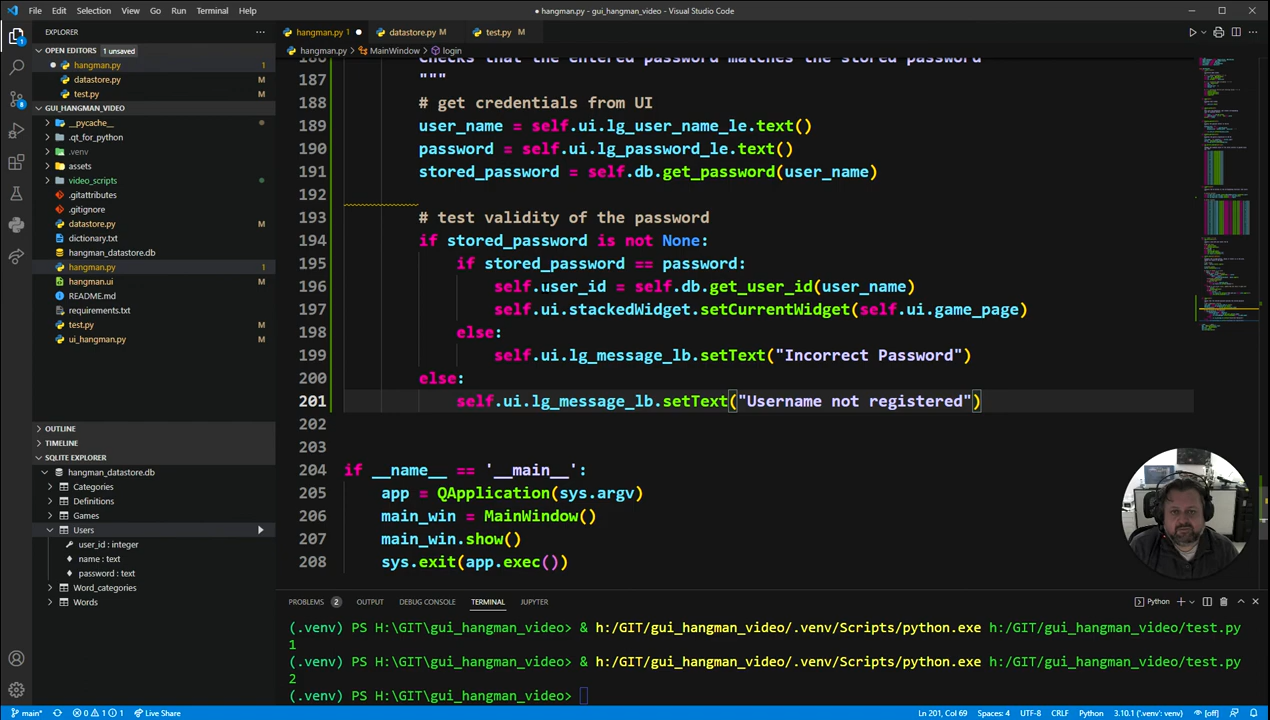 File Edit Selection View Go Run Terminal Help
● hangman.py - gui_hangman_video - Visual Studio Code
EXPLORER
OPEN EDITORS 1 unsaved
hangman.py 1
datastore.py
test.py
GUI_HANGMAN_VIDEO
__pycache__
.qt_for_python
.venv
assets
video_scripts
.gitattributes
.gitignore
datastore.py M
dictionary.txt
hangman_datastore.db
hangman.py 1
hangman.ui
README.md
requirements.txt
test.py M
ui_hangman.py
OUTLINE
TIMELINE
SQLITE EXPLORER
hangman_datastore.db
Categories
Definitions
Games
Users
user_id : integer
name : text
password : text
Word_categories
Words
hangman.py 1 ● datastore.py M test.py M
hangman.py > MainWindow > login
186 checks that the entered password matches the stored password
187 """
188 # get credentials from UI
189 user_name = self.ui.lg_user_name_le.text()
190 password = self.ui.lg_password_le.text()
191 stored_password = self.db.get_password(user_name)
192
193 # test validity of the password
194 if stored_password is not None:
195 if stored_password == password:
196 self.user_id = self.db.get_user_id(user_name)
197 self.ui.stackedWidget.setCurrentWidget(self.ui.game_page)
198 else:
199 self.ui.lg_message_lb.setText("Incorrect Password")
200 else:
201 self.ui.lg_message_lb.setText("Username not registered")
202
203
204 if __name__ == '__main__':
205 app = QApplication(sys.argv)
206 main_win = MainWindow()
207 main_win.show()
208 sys.exit(app.exec())
PROBLEMS 2 OUTPUT DEBUG CONSOLE TERMINAL JUPYTER
Python
(.venv) PS H:\GIT\gui_hangman_video> & h:/GIT/gui_hangman_video/.venv/Scripts/python.exe h:/GIT/gui_hangman_video/test.py
1
(.venv) PS H:\GIT\gui_hangman_video> & h:/GIT/gui_hangman_video/.venv/Scripts/python.exe h:/GIT/gui_hangman_video/test.py
2
(.venv) PS H:\GIT\gui_hangman_video>
main* 0 1 1 Live Share
Ln 201, Col 69 Spaces: 4 UTF-8 CRLF Python 3.10.1 ('.venv': venv) [off]